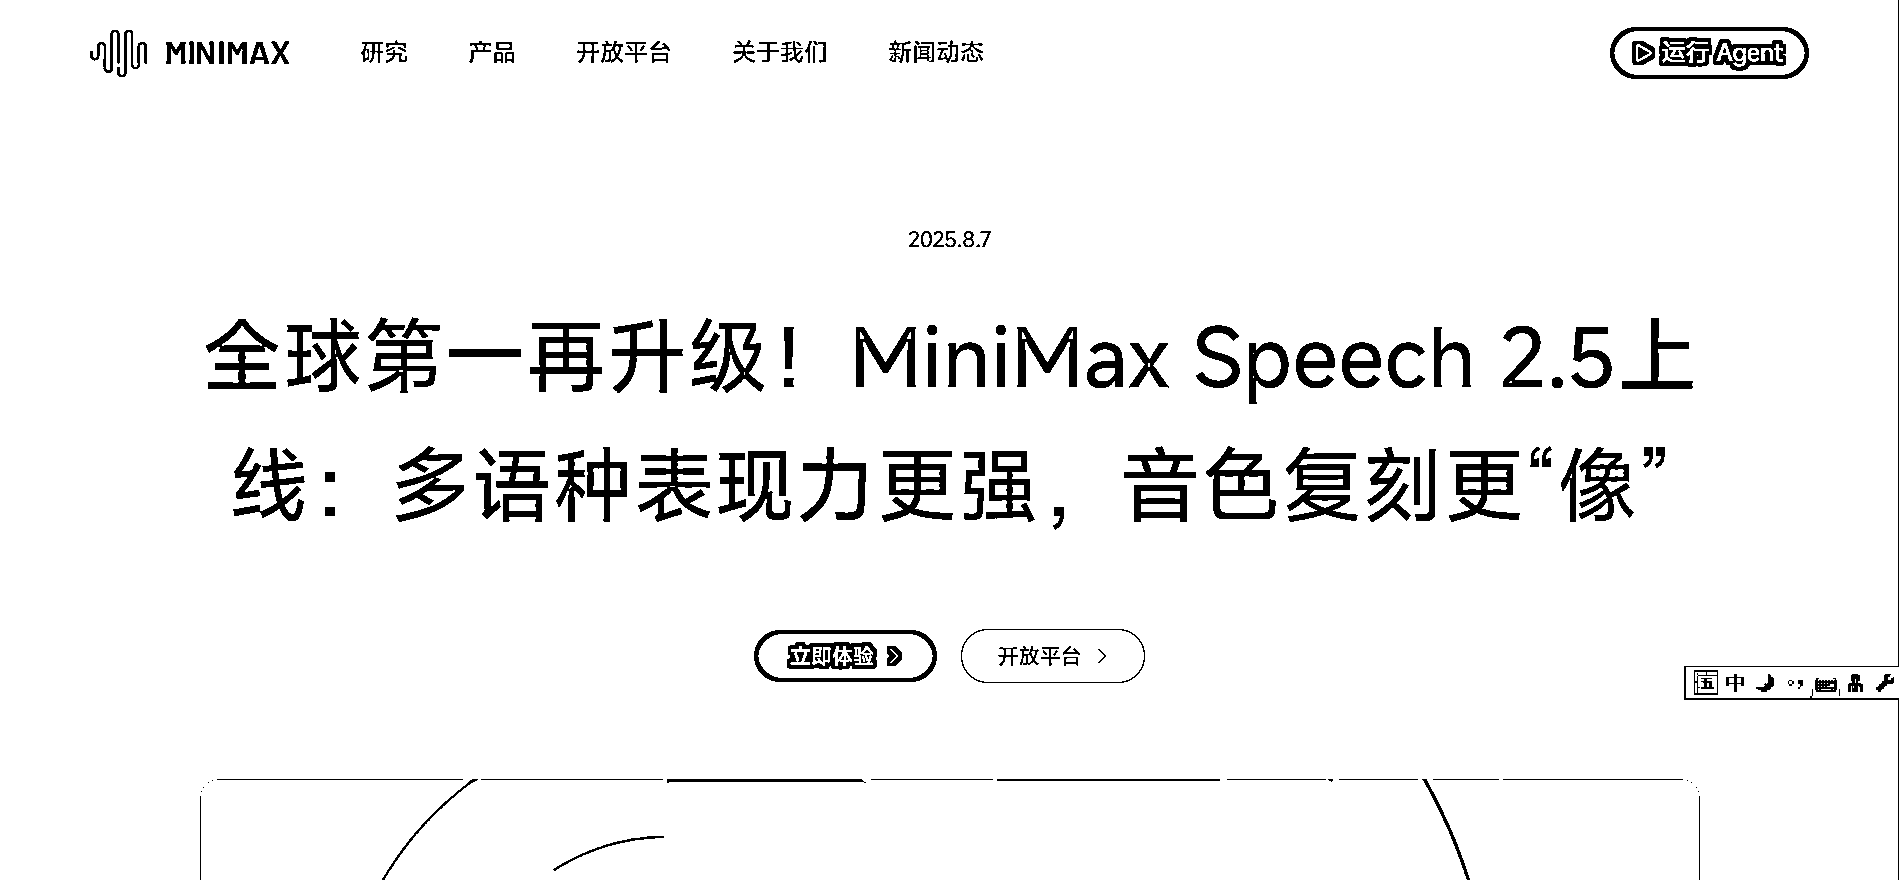 MINIMAX 研究 产品 开放平台 关于我们 新闻动态 运行 Agent
2025.8.7
全球第一再升级！MiniMax Speech 2.5上
线：多语种表现力更强，音色复刻更“像”
立即体验 开放平台
五 中